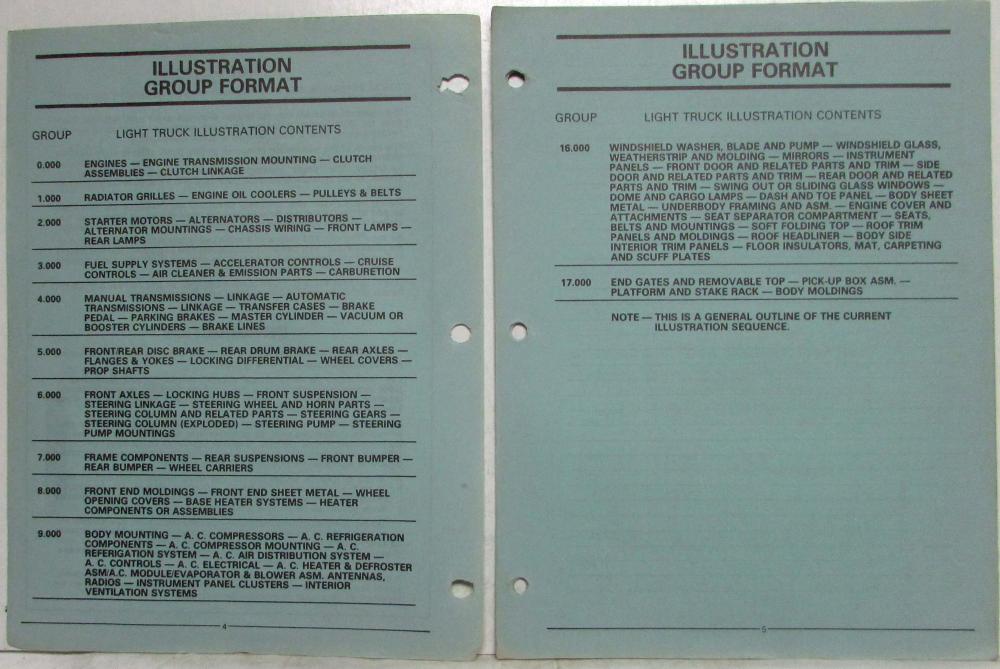 ILLUSTRATION
GROUP FORMAT
GROUP LIGHT TRUCK ILLUSTRATION CONTENTS
0.000 ENGINES — ENGINE TRANSMISSION MOUNTING — CLUTCH
ASSEMBLIES — CLUTCH LINKAGE
1.000 RADIATOR GRILLES — ENGINE OIL COOLERS — PULLEYS & BELTS
2.000 STARTER MOTORS — ALTERNATORS — DISTRIBUTORS —
ALTERNATOR MOUNTINGS — CHASSIS WIRING — FRONT LAMPS —
REAR LAMPS
3.000 FUEL SUPPLY SYSTEMS — ACCELERATOR CONTROLS — CRUISE
CONTROLS — AIR CLEANER & EMISSION PARTS — CARBURETION
4.000 MANUAL TRANSMISSIONS — LINKAGE — AUTOMATIC
TRANSMISSIONS — LINKAGE — TRANSFER CASES — BRAKE
PEDAL — PARKING BRAKES — MASTER CYLINDER — VACUUM OR
BOOSTER CYLINDERS — BRAKE LINES
5.000 FRONT/REAR DISC BRAKE — REAR DRUM BRAKE — REAR AXLES —
FLANGES & YOKES — LOCKING DIFFERENTIAL — WHEEL COVERS —
PROP SHAFTS
6.000 FRONT AXLES — LOCKING HUBS — FRONT SUSPENSION —
STEERING LINKAGE — STEERING WHEEL AND HORN PARTS —
STEERING COLUMN AND RELATED PARTS — STEERING GEARS —
STEERING COLUMN (EXPLODED) — STEERING PUMP — STEERING
PUMP MOUNTINGS
7.000 FRAME COMPONENTS — REAR SUSPENSIONS — FRONT BUMPER —
REAR BUMPER — WHEEL CARRIERS
8.000 FRONT END MOLDINGS — FRONT END SHEET METAL — WHEEL
OPENING COVERS — BASE HEATER SYSTEMS — HEATER
COMPONENTS OR ASSEMBLIES
9.000 BODY MOUNTING — A. C. COMPRESSORS — A. C. REFRIGERATION
COMPONENTS — A. C. COMPRESSOR MOUNTING — A. C.
REFERIGATION SYSTEM — A. C. AIR DISTRIBUTION SYSTEM —
A. C. CONTROLS — A. C. ELECTRICAL — A. C. HEATER & DEFROSTER
ASM/A.C. MODULE/EVAPORATOR & BLOWER ASM. ANTENNAS,
RADIOS — INSTRUMENT PANEL CLUSTERS — INTERIOR
VENTILATION SYSTEMS
4
ILLUSTRATION
GROUP FORMAT
GROUP LIGHT TRUCK ILLUSTRATION CONTENTS
16.000 WINDSHIELD WASHER, BLADE AND PUMP — WINDSHIELD GLASS,
WEATHERSTRIP AND MOLDING — MIRRORS — INSTRUMENT
PANELS — FRONT DOOR AND RELATED PARTS AND TRIM — SIDE
DOOR AND RELATED PARTS AND TRIM — REAR DOOR AND RELATED
PARTS AND TRIM — SWING OUT OR SLIDING GLASS WINDOWS —
DOME AND CARGO LAMPS — DASH AND TOE PANEL — BODY SHEET
METAL — UNDERBODY FRAMING AND ASM. — ENGINE COVER AND
ATTACHMENTS — SEAT SEPARATOR COMPARTMENT — SEATS,
BELTS AND MOUNTINGS — SOFT FOLDING TOP — ROOF TRIM
PANELS AND MOLDINGS — ROOF HEADLINER — BODY SIDE
INTERIOR TRIM PANELS — FLOOR INSULATORS, MAT, CARPETING
AND SCUFF PLATES
17.000 END GATES AND REMOVABLE TOP — PICK-UP BOX ASM. —
PLATFORM AND STAKE RACK — BODY MOLDINGS
NOTE — THIS IS A GENERAL OUTLINE OF THE CURRENT
ILLUSTRATION SEQUENCE.
5